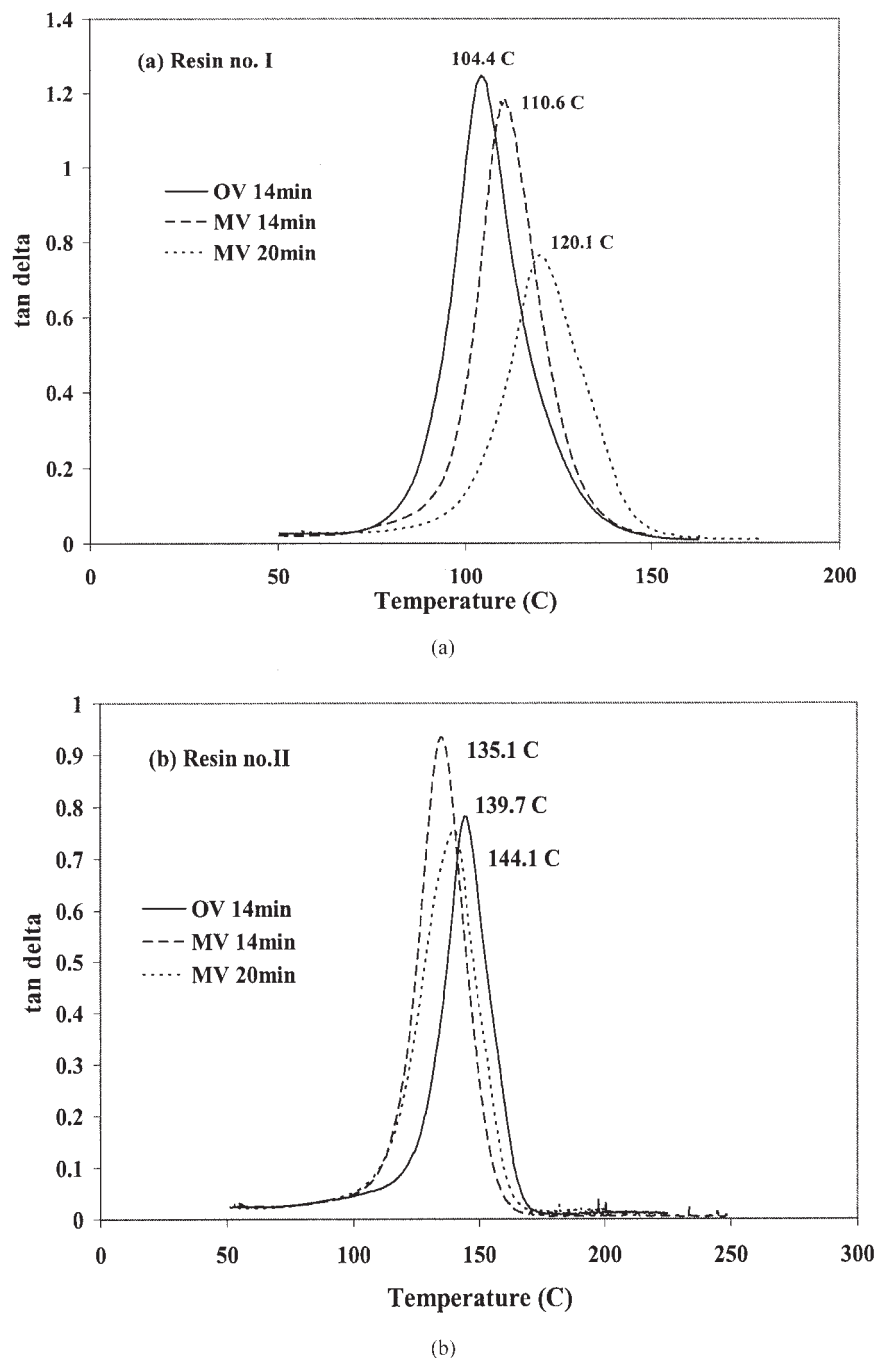 1.4
(a) Resin no. I
104.4 C
1.2
110.6 C
1
OV 14min
MV 14min
MV 20min
0.8
120.1 C
tan delta
0.6
0.4
0.2
0
0
50
100
150
200
Temperature (C)
(a)
1
(b) Resin no.II
0.9
135.1 C
0.8
139.7 C
0.7
144.1 C
OV 14min
MV 14min
MV 20min
0.6
0.5
tan delta
0.4
0.3
0.2
0.1
0
0
50
100
150
200
250
300
Temperature (C)
(b)